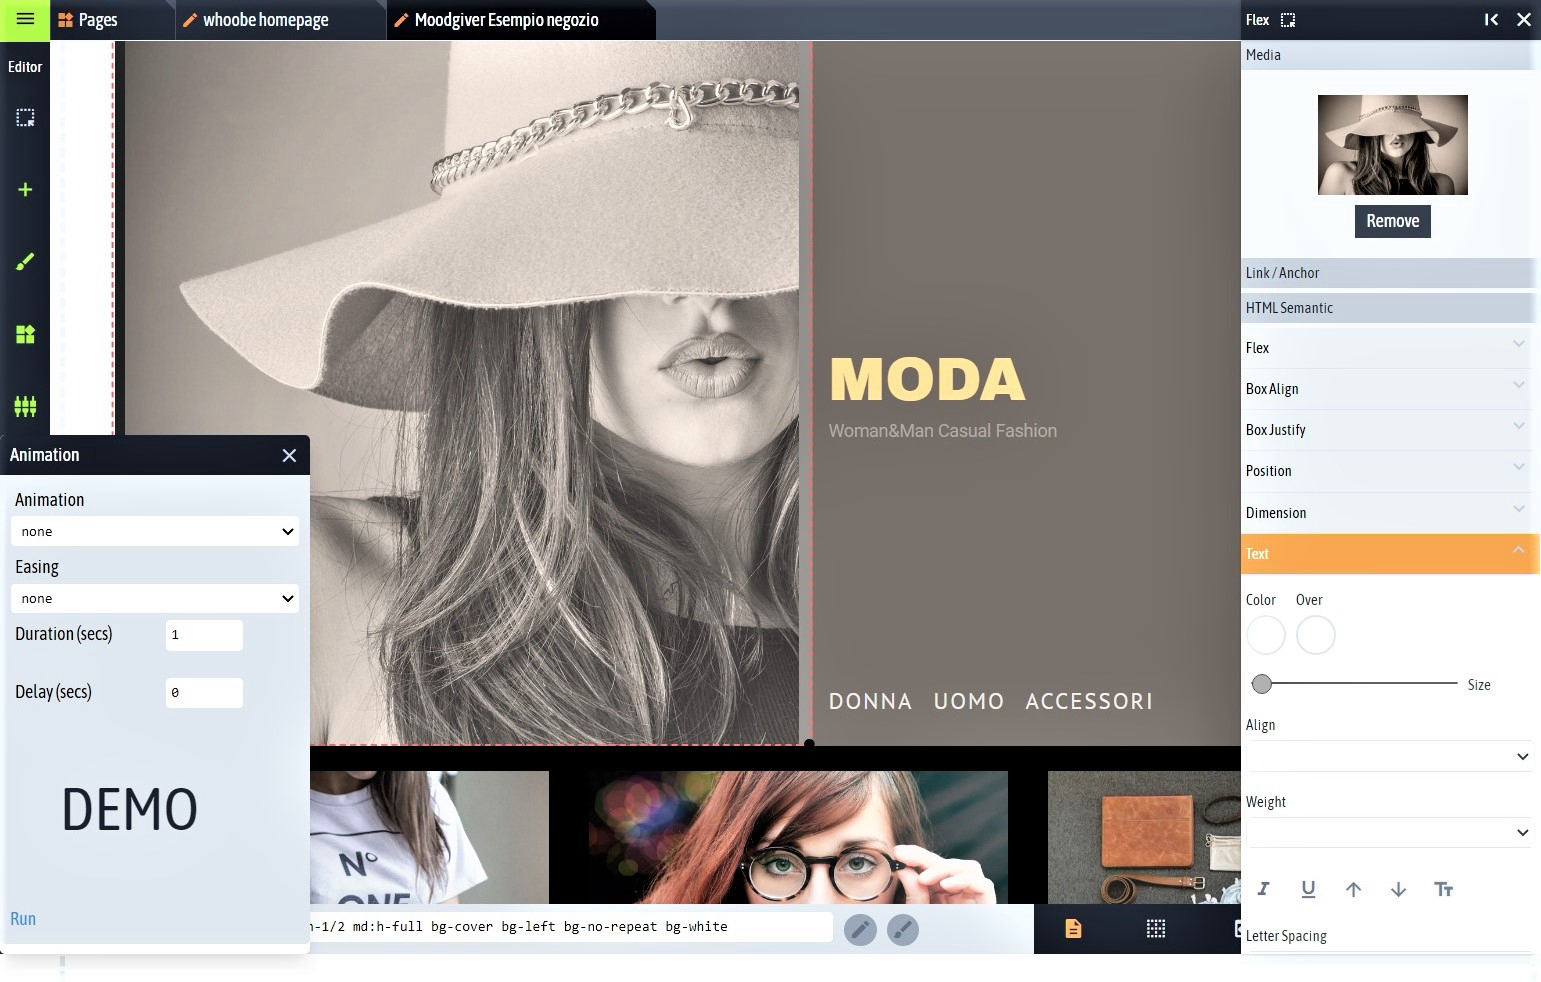 Pages
whoobe homepage
Moodgiver Esempio negozio
Editor
MODA
Woman&Man Casual Fashion
DONNA UOMO ACCESSORI
Nº
ONE
Animation
Animation
none
Easing
none
Duration (secs)
1
Delay (secs)
0
DEMO
Run
-1/2 md:h-full bg-cover bg-left bg-no-repeat bg-white
Flex
Media
Remove
Link / Anchor
HTML Semantic
Flex
Box Align
Box Justify
Position
Dimension
Text
Color Over
Size
Align
Weight
I U Tт
Letter Spacing